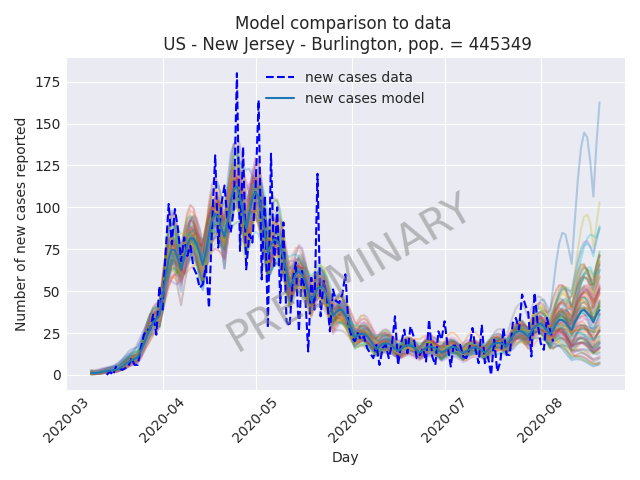 Model comparison to data
US - New Jersey - Burlington, pop. = 445349
new cases data
new cases model
Number of new cases reported
175
150
125
100
75
50
25
0
PRELIMINARY
2020-03
2020-04
2020-05
2020-06
2020-07
2020-08
Day